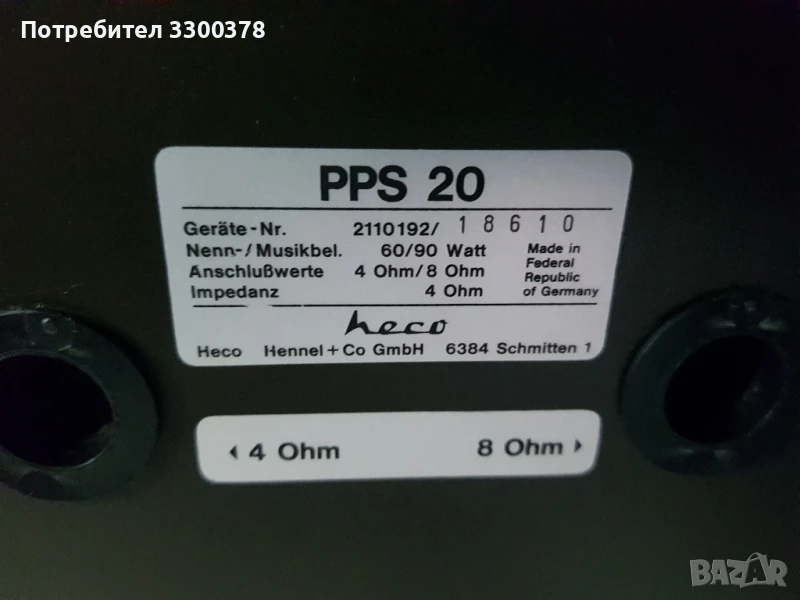 Потребител 3300378
PPS 20
Geräte-Nr. 2110192/ 18610
Nenn-/Musikbel. 60/90 Watt
Anschlußwerte 4 Ohm/8 Ohm
Impedanz 4 Ohm
Made in
Federal
Republic
of Germany
heco
Heco Hennel+Co GmbH 6384 Schmitten 1
4 Ohm 8 Ohm
BAZAR